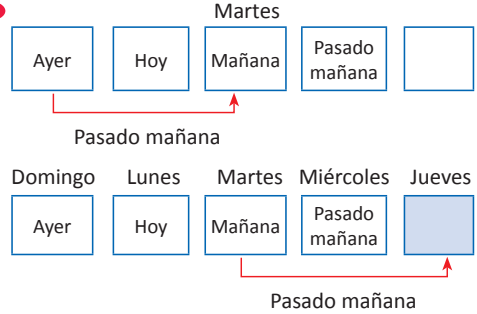 Martes
Ayer Hoy Mañana Pasado mañana
Pasado mañana
Domingo Lunes Martes Miércoles Jueves
Ayer Hoy Mañana Pasado mañana
Pasado mañana